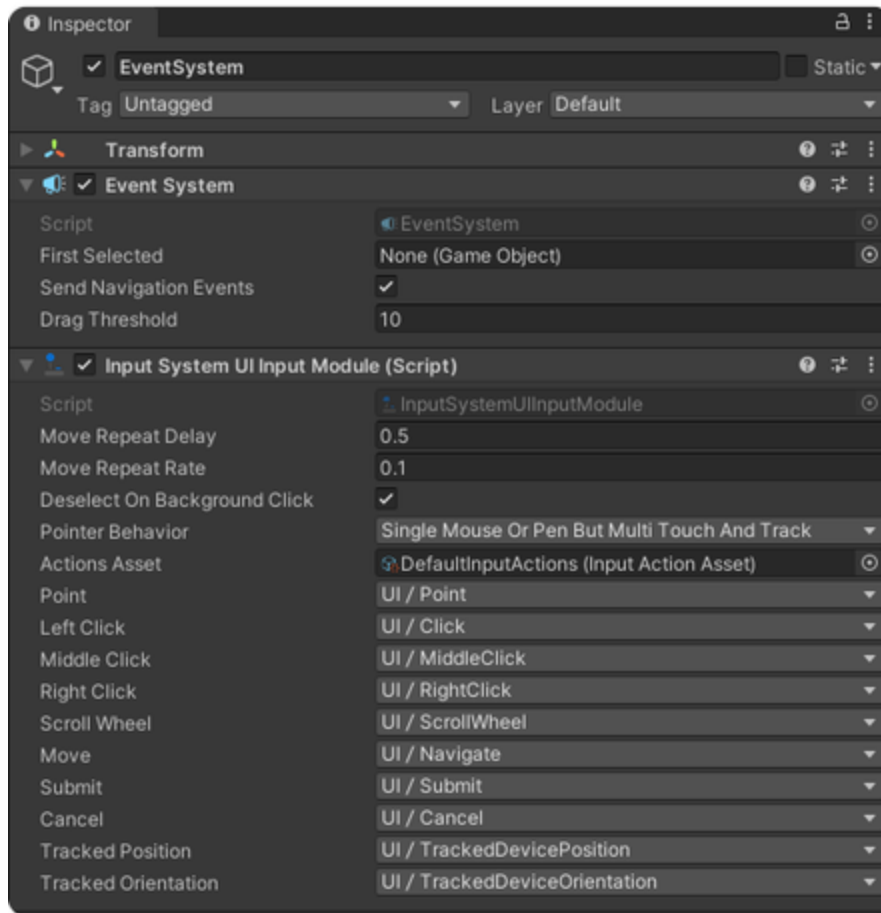 Inspector
EventSystem Static
Tag Untagged Layer Default
Transform
Event System
Script EventSystem
First Selected None (Game Object)
Send Navigation Events
Drag Threshold 10
Input System UI Input Module (Script)
Script InputSystemUIInputModule
Move Repeat Delay 0.5
Move Repeat Rate 0.1
Deselect On Background Click
Pointer Behavior Single Mouse Or Pen But Multi Touch And Track
Actions Asset DefaultInputActions (Input Action Asset)
Point UI / Point
Left Click UI / Click
Middle Click UI / MiddleClick
Right Click UI / RightClick
Scroll Wheel UI / ScrollWheel
Move UI / Navigate
Submit UI / Submit
Cancel UI / Cancel
Tracked Position UI / TrackedDevicePosition
Tracked Orientation UI / TrackedDeviceOrientation